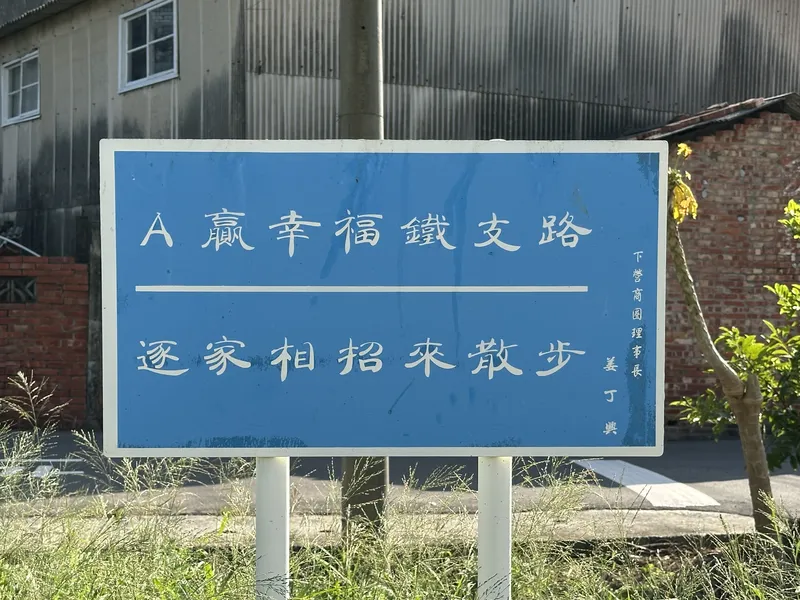 A贏幸福鐵支路
逐家相招來散步
下營商圈理事長
姜丁興